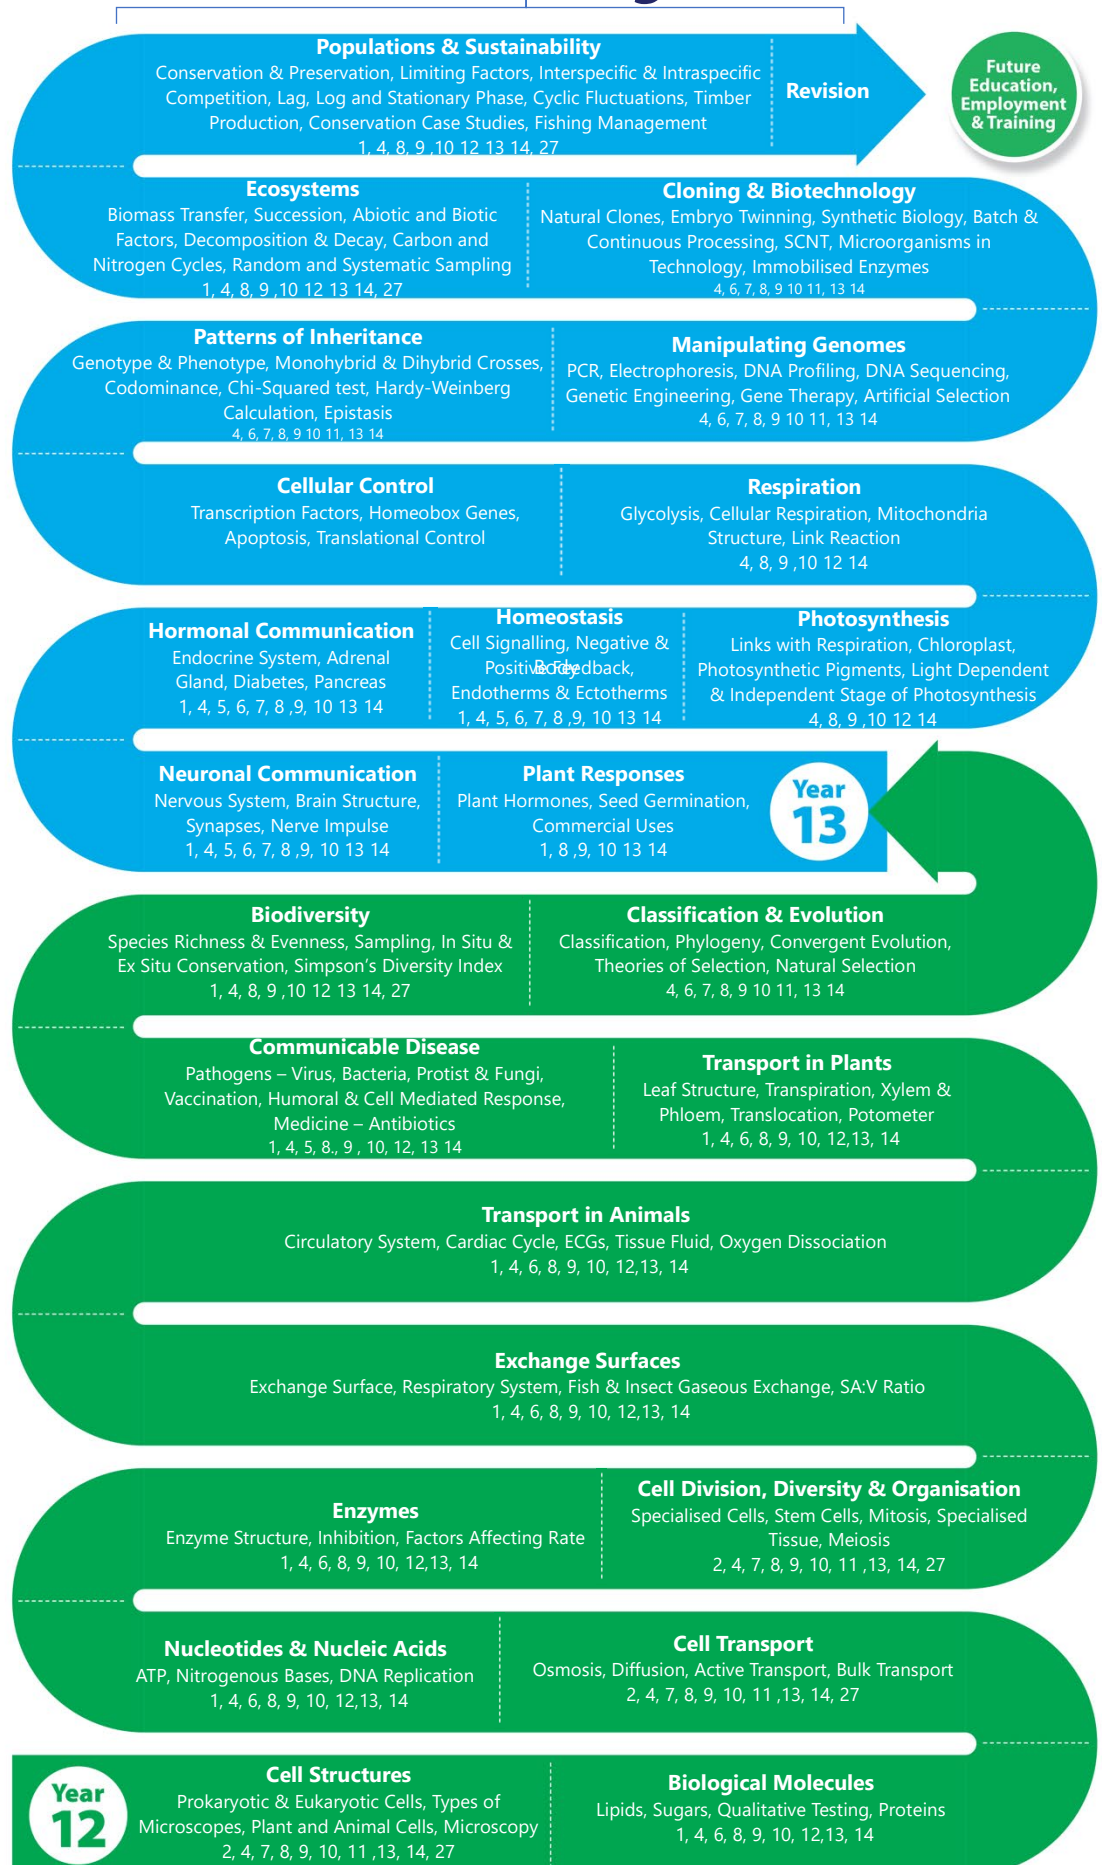 Populations & Sustainability
Conservation & Preservation, Limiting Factors, Interspecific & Intraspecific
Competition, Lag, Log and Stationary Phase, Cyclic Fluctuations, Timber
Production, Conservation Case Studies, Fishing Management
1, 4, 8, 9 ,10 12 13 14, 27
Revision
Future
Education,
Employment
& Training
Ecosystems
Biomass Transfer, Succession, Abiotic and Biotic
Factors, Decomposition & Decay, Carbon and
Nitrogen Cycles, Random and Systematic Sampling
1, 4, 8, 9 ,10 12 13 14, 27
Cloning & Biotechnology
Natural Clones, Embryo Twinning, Synthetic Biology, Batch &
Continuous Processing, SCNT, Microorganisms in
Technology, Immobilised Enzymes
4, 6, 7, 8, 9 10 11, 13 14
Patterns of Inheritance
Genotype & Phenotype, Monohybrid & Dihybrid Crosses,
Codominance, Chi-Squared test, Hardy-Weinberg
Calculation, Epistasis
4, 6, 7, 8, 9 10 11, 13 14
Manipulating Genomes
PCR, Electrophoresis, DNA Profiling, DNA Sequencing,
Genetic Engineering, Gene Therapy, Artificial Selection
4, 6, 7, 8, 9 10 11, 13 14
Cellular Control
Transcription Factors, Homeobox Genes,
Apoptosis, Translational Control
Respiration
Glycolysis, Cellular Respiration, Mitochondria
Structure, Link Reaction
4, 8, 9 ,10 12 14
Hormonal Communication
Endocrine System, Adrenal
Gland, Diabetes, Pancreas
1, 4, 5, 6, 7, 8 ,9, 10 13 14
Homeostasis
Cell Signalling, Negative &
Positive Feedback,
Body
Endotherms & Ectotherms
1, 4, 5, 6, 7, 8 ,9, 10 13 14
Photosynthesis
Links with Respiration, Chloroplast,
Photosynthetic Pigments, Light Dependent
& Independent Stage of Photosynthesis
4, 8, 9 ,10 12 14
Neuronal Communication
Nervous System, Brain Structure,
Synapses, Nerve Impulse
1, 4, 5, 6, 7, 8 ,9, 10 13 14
Plant Responses
Plant Hormones, Seed Germination,
Commercial Uses
1, 8 ,9, 10 13 14
Year
13
Biodiversity
Species Richness & Evenness, Sampling, In Situ &
Ex Situ Conservation, Simpson's Diversity Index
1, 4, 8, 9 ,10 12 13 14, 27
Classification & Evolution
Classification, Phylogeny, Convergent Evolution,
Theories of Selection, Natural Selection
4, 6, 7, 8, 9 10 11, 13 14
Communicable Disease
Pathogens – Virus, Bacteria, Protist & Fungi,
Vaccination, Humoral & Cell Mediated Response,
Medicine – Antibiotics
1, 4, 5, 8., 9 , 10, 12, 13 14
Transport in Plants
Leaf Structure, Transpiration, Xylem &
Phloem, Translocation, Potometer
1, 4, 6, 8, 9, 10, 12,13, 14
Transport in Animals
Circulatory System, Cardiac Cycle, ECGs, Tissue Fluid, Oxygen Dissociation
1, 4, 6, 8, 9, 10, 12,13, 14
Exchange Surfaces
Exchange Surface, Respiratory System, Fish & Insect Gaseous Exchange, SA:V Ratio
1, 4, 6, 8, 9, 10, 12,13, 14
Enzymes
Enzyme Structure, Inhibition, Factors Affecting Rate
1, 4, 6, 8, 9, 10, 12,13, 14
Cell Division, Diversity & Organisation
Specialised Cells, Stem Cells, Mitosis, Specialised
Tissue, Meiosis
2, 4, 7, 8, 9, 10, 11 ,13, 14, 27
Nucleotides & Nucleic Acids
ATP, Nitrogenous Bases, DNA Replication
1, 4, 6, 8, 9, 10, 12,13, 14
Cell Transport
Osmosis, Diffusion, Active Transport, Bulk Transport
2, 4, 7, 8, 9, 10, 11 ,13, 14, 27
Year
12
Cell Structures
Prokaryotic & Eukaryotic Cells, Types of
Microscopes, Plant and Animal Cells, Microscopy
2, 4, 7, 8, 9, 10, 11 ,13, 14, 27
Biological Molecules
Lipids, Sugars, Qualitative Testing, Proteins
1, 4, 6, 8, 9, 10, 12,13, 14